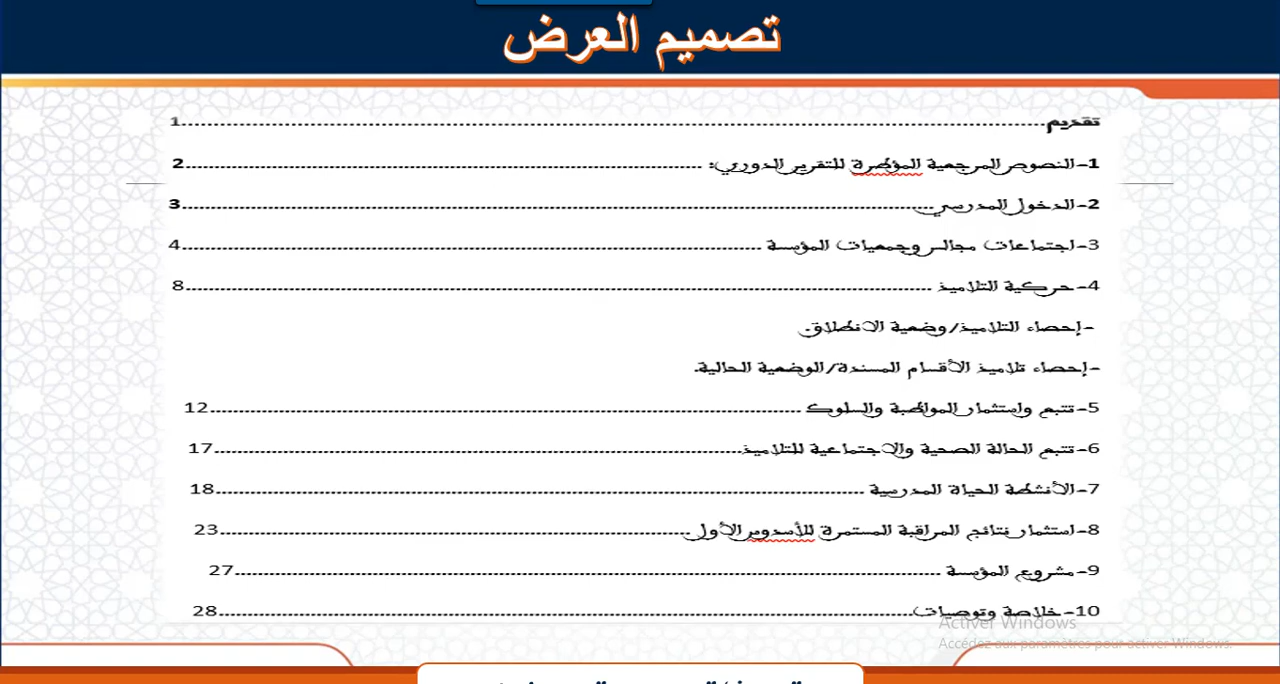 تصميم العرض
تقديم........................................................1
1-النصوص المرجعية المؤطرة للتقرير الدوري: ........................................................2
2-الدخول المدرسي........................................................3
3-اجتماعات مجالس وجمعيات المؤسسة ........................................................4
4-حركية التلاميذ ........................................................8
-إحصاء التلاميذ/وضعية الانطلاق.
-إحصاء تلاميذ الأقسام المسندة/الوضعية الحالية.
5-تتبع واستثمار المواظبة والسلوك ........................................................12
6-تتبع الحالة الصحية والاجتماعية للتلاميذ........................................................17
7-الأنشطة الحياة المدرسية ........................................................18
8-استثمار نتائج المراقبة المستمرة للأسدوس الأول ........................................................23
9-مشروع المؤسسة ........................................................27
10-خلاصة وتوصيات........................................................28
Activer Windows
Accédez aux paramètres pour activer Windows.